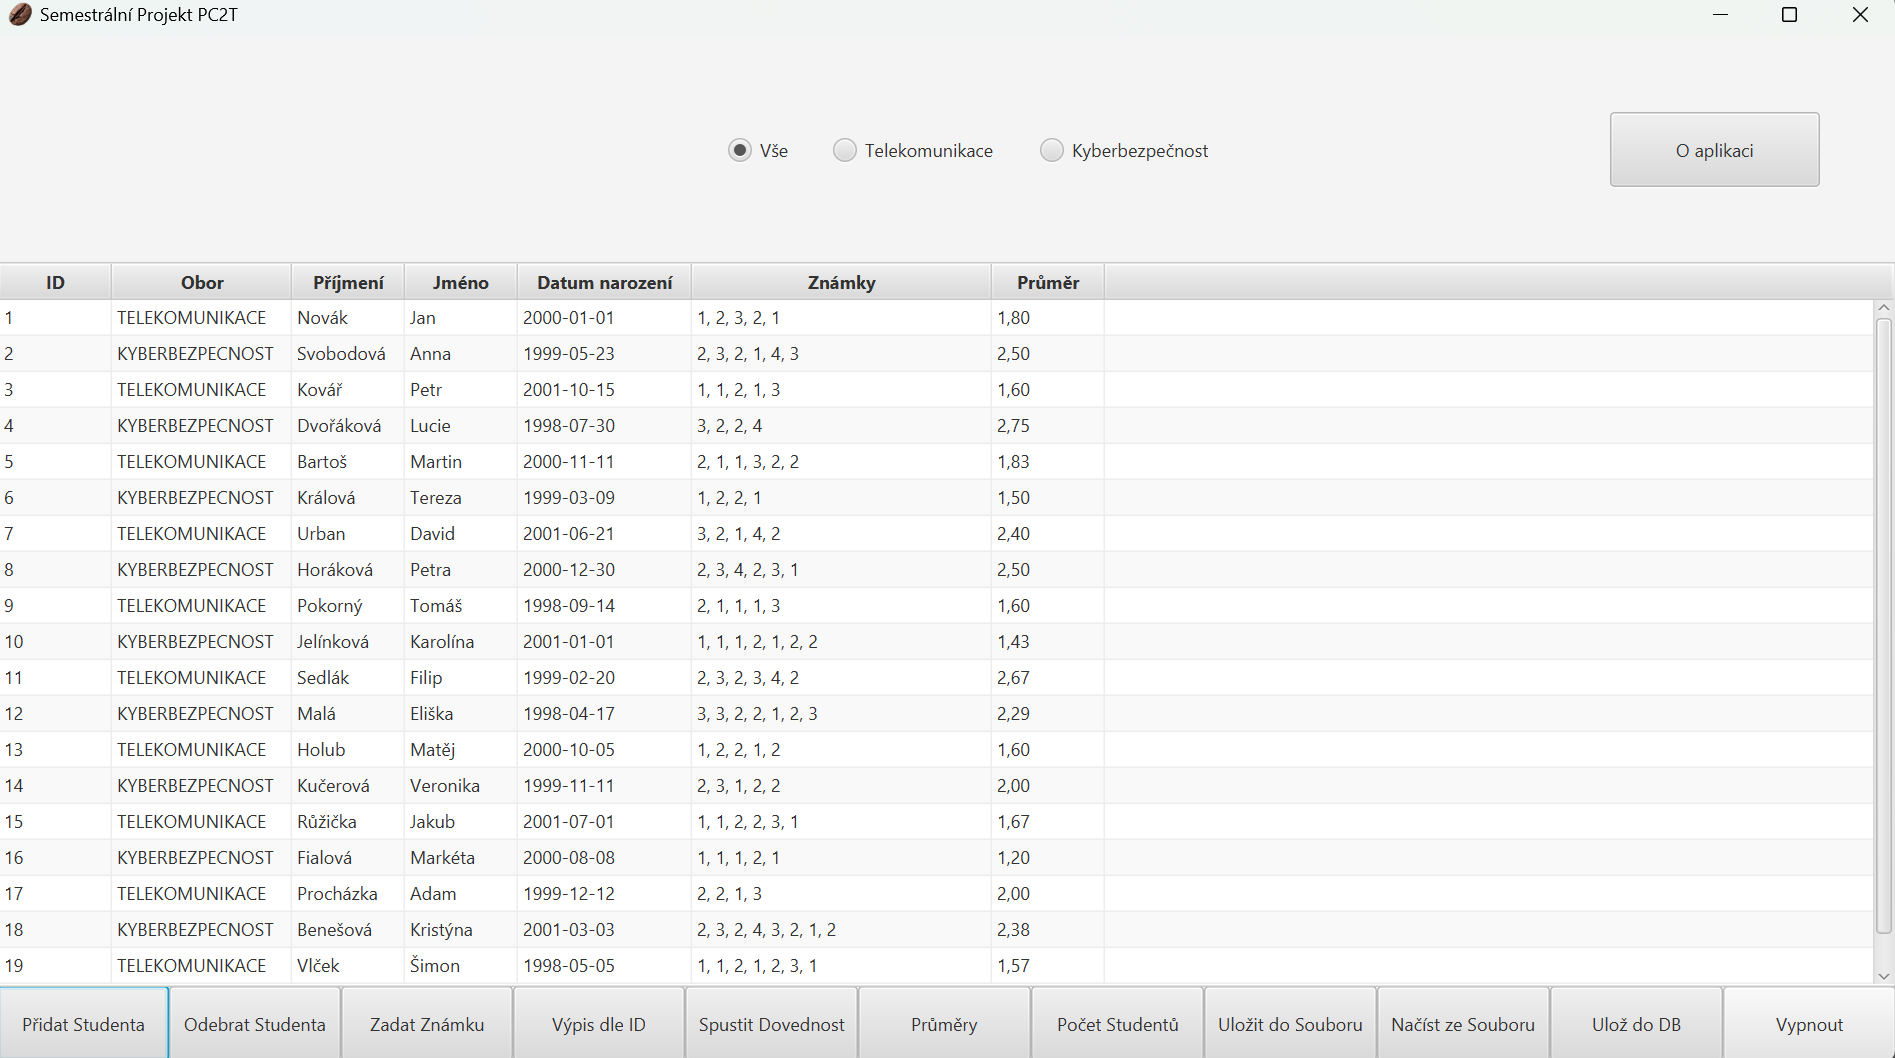 Semestrální Projekt PC2T
Vše Telekomunikace Kyberbezpečnost O aplikaci
ID Obor Příjmení Jméno Datum narození Známky Průměr
1 TELEKOMUNIKACE Novák Jan 2000-01-01 1, 2, 3, 2, 1 1,80
2 KYBERBEZPECNOST Svobodová Anna 1999-05-23 2, 3, 2, 1, 4, 3 2,50
3 TELEKOMUNIKACE Kovář Petr 2001-10-15 1, 1, 2, 1, 3 1,60
4 KYBERBEZPECNOST Dvořáková Lucie 1998-07-30 3, 2, 2, 4 2,75
5 TELEKOMUNIKACE Bartoš Martin 2000-11-11 2, 1, 1, 3, 2, 2 1,83
6 KYBERBEZPECNOST Králová Tereza 1999-03-09 1, 2, 2, 1 1,50
7 TELEKOMUNIKACE Urban David 2001-06-21 3, 2, 1, 4, 2 2,40
8 KYBERBEZPECNOST Horáková Petra 2000-12-30 2, 3, 4, 2, 3, 1 2,50
9 TELEKOMUNIKACE Pokorný Tomáš 1998-09-14 2, 1, 1, 1, 3 1,60
10 KYBERBEZPECNOST Jelínková Karolína 2001-01-01 1, 1, 1, 2, 1, 2, 2 1,43
11 TELEKOMUNIKACE Sedlák Filip 1999-02-20 2, 3, 2, 3, 4, 2 2,67
12 KYBERBEZPECNOST Malá Eliška 1998-04-17 3, 3, 2, 2, 1, 2, 3 2,29
13 TELEKOMUNIKACE Holub Matěj 2000-10-05 1, 2, 2, 1, 2 1,60
14 KYBERBEZPECNOST Kučerová Veronika 1999-11-11 2, 3, 1, 2, 2 2,00
15 TELEKOMUNIKACE Růžička Jakub 2001-07-01 1, 1, 2, 2, 3, 1 1,67
16 KYBERBEZPECNOST Fialová Markéta 2000-08-08 1, 1, 1, 2, 1 1,20
17 TELEKOMUNIKACE Procházka Adam 1999-12-12 2, 2, 1, 3 2,00
18 KYBERBEZPECNOST Benešová Kristýna 2001-03-03 2, 3, 2, 4, 3, 2, 1, 2 2,38
19 TELEKOMUNIKACE Vlček Šimon 1998-05-05 1, 1, 2, 1, 2, 3, 1 1,57
Přidat Studenta Odebrat Studenta Zadat Známku Výpis dle ID Spustit Dovednost Průměry Počet Studentů Uložit do Souboru Načíst ze Souboru Ulož do DB Vypnout